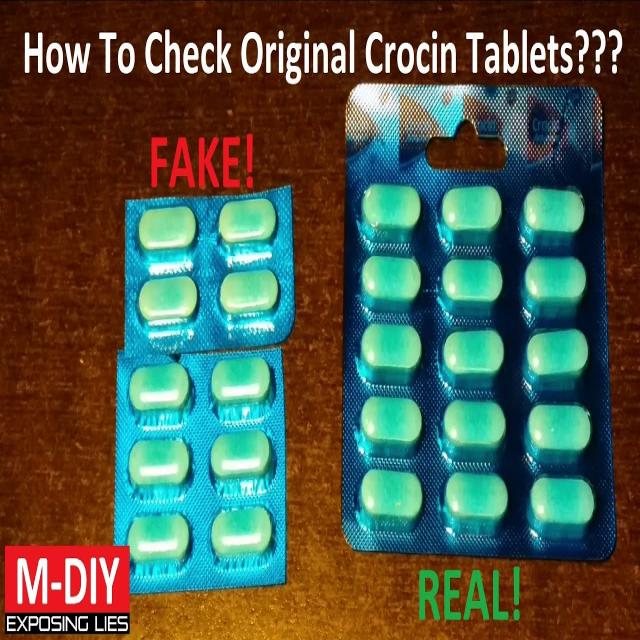 How To Check Original Crocin Tablets???
FAKE!
REAL!
M-DIY
EXPOSING LIES